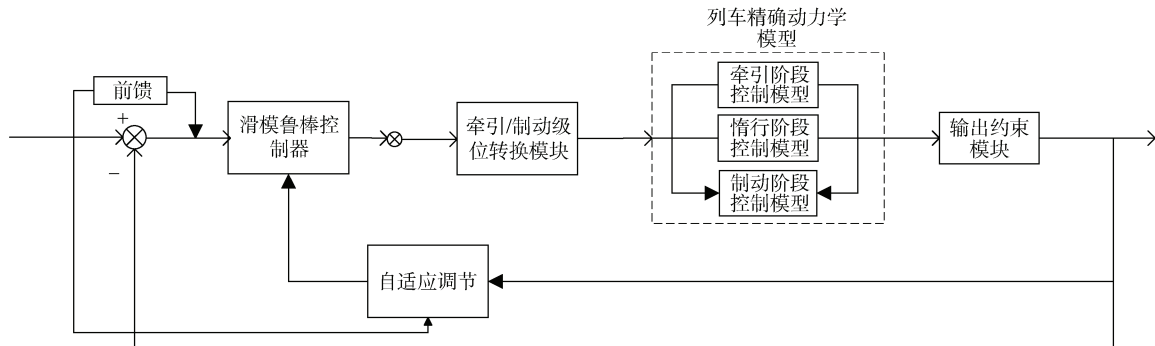 列车精确动力学
模型
前馈
+
−
滑模鲁棒控
制器
牵引/制动级
位转换模块
牵引阶段
控制模型
惰行阶段
控制模型
制动阶段
控制模型
输出约束
模块
自适应调节